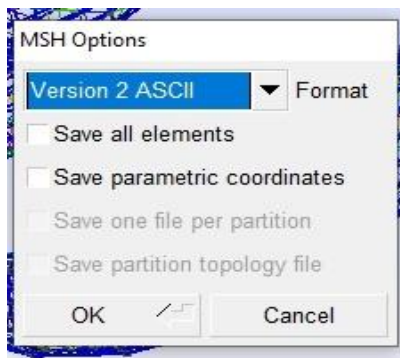 MSH Options
Version 2 ASCII Format
Save all elements
Save parametric coordinates
Save one file per partition
Save partition topology file
OK Cancel